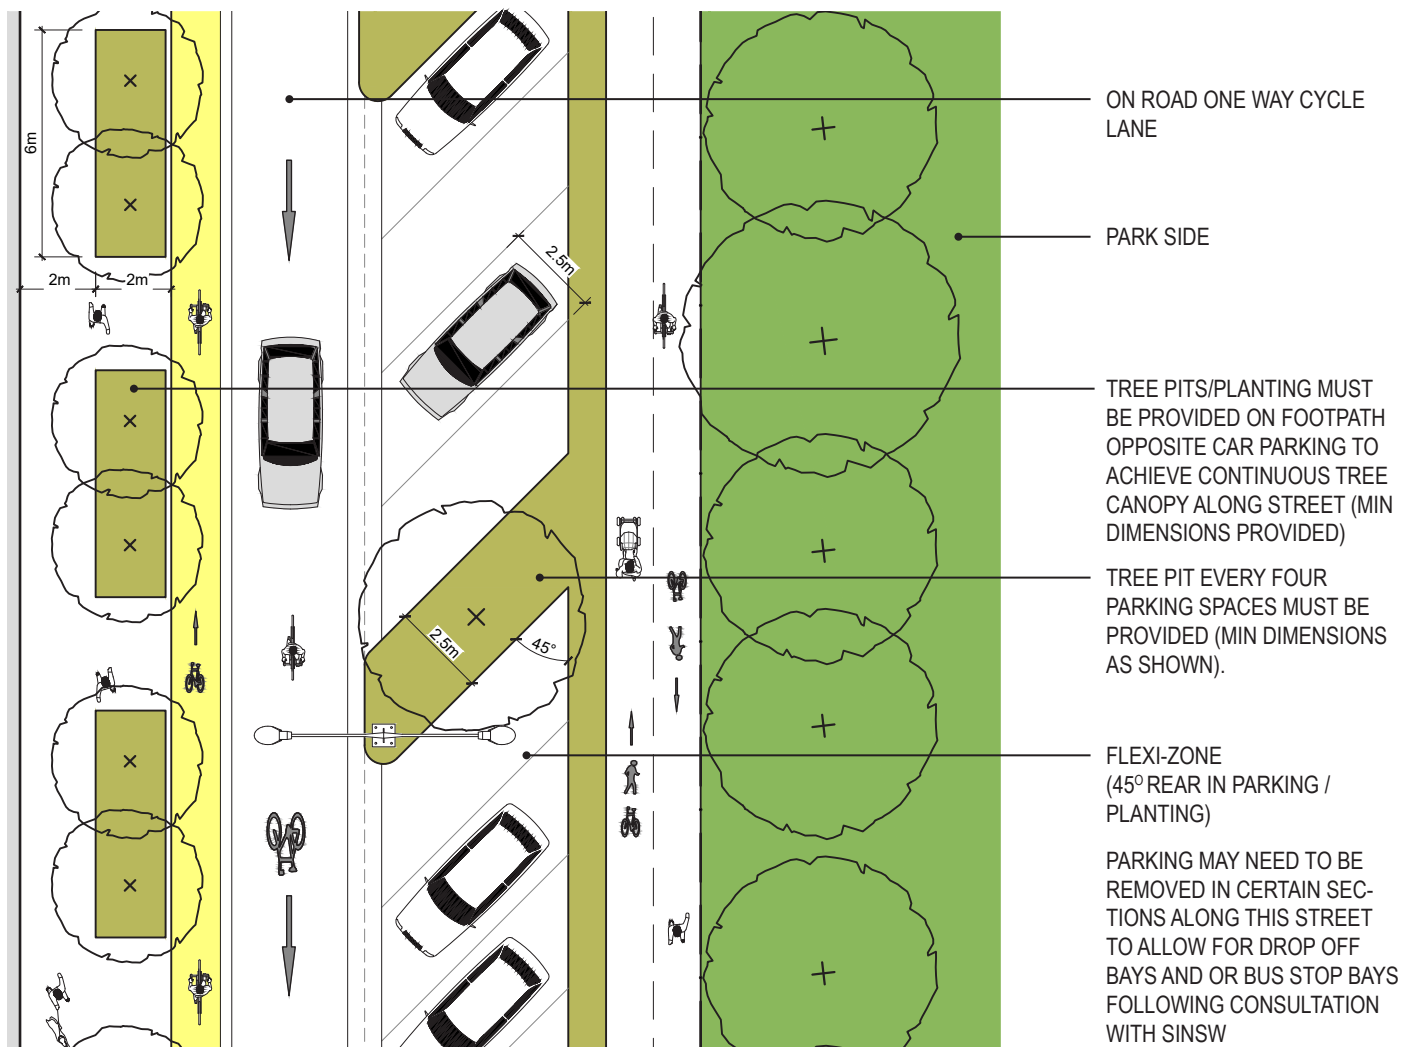 ON ROAD ONE WAY CYCLE
LANE
PARK SIDE
TREE PITS/PLANTING MUST
BE PROVIDED ON FOOTPATH
OPPOSITE CAR PARKING TO
ACHIEVE CONTINUOUS TREE
CANOPY ALONG STREET (MIN
DIMENSIONS PROVIDED)
TREE PIT EVERY FOUR
PARKING SPACES MUST BE
PROVIDED (MIN DIMENSIONS
AS SHOWN).
FLEXI-ZONE
(45º REAR IN PARKING /
PLANTING)
PARKING MAY NEED TO BE
REMOVED IN CERTAIN SEC-
TIONS ALONG THIS STREET
TO ALLOW FOR DROP OFF
BAYS AND OR BUS STOP BAYS
FOLLOWING CONSULTATION
WITH SINSW
6m
2m
2m
2.5m
2.5m
45°